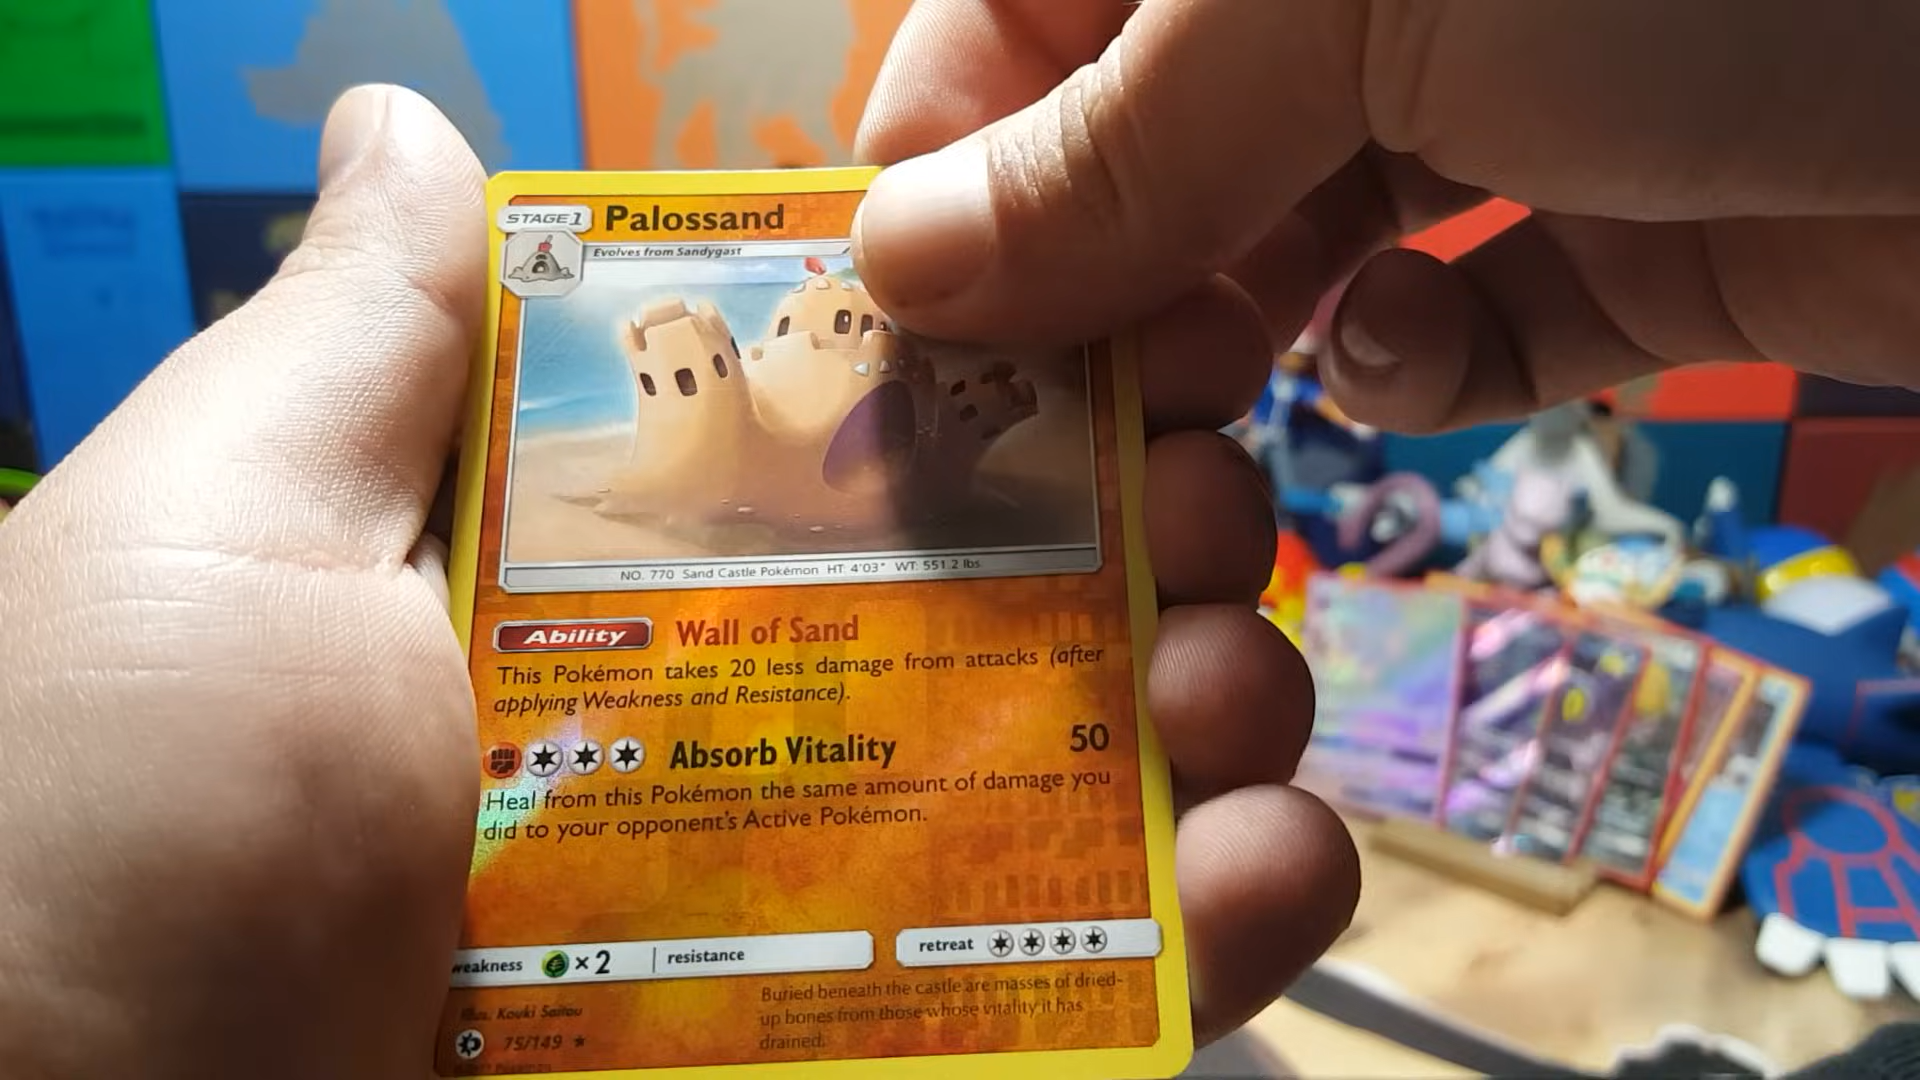 STAGE 1 Palossand
Evolves from Sandygast
NO. 770 Sand Castle Pokémon HT: 4'03" WT: 551.2 lbs.
Ability Wall of Sand
This Pokémon takes 20 less damage from attacks (after
applying Weakness and Resistance).
Absorb Vitality 50
Heal from this Pokémon the same amount of damage you
did to your opponent's Active Pokémon.
weakness ×2 resistance retreat
Illus. Kouki Saitou
75/149 ★
Buried beneath the castle are masses of dried-
up bones from those whose vitality it has
drained.